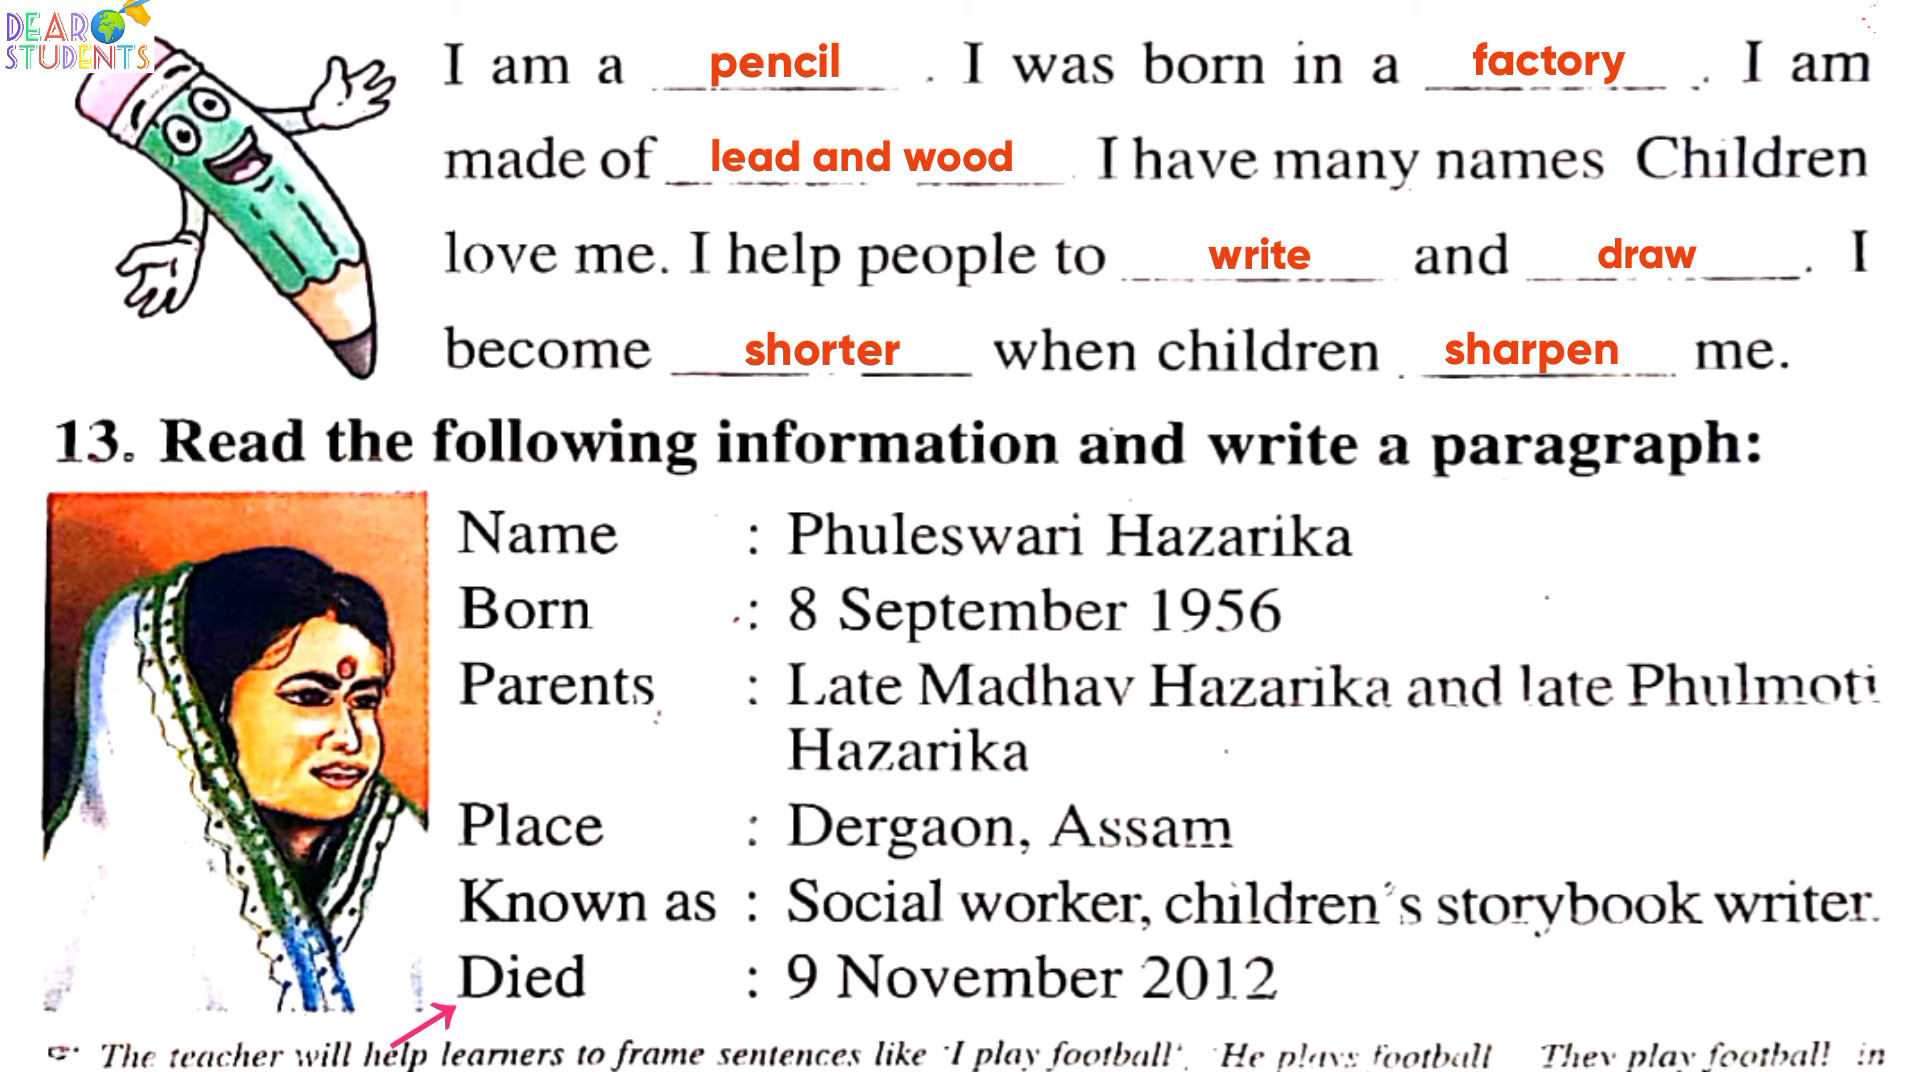 DEAR STUDENTS
I am a pencil. I was born in a factory. I am
made of lead and wood I have many names Children
love me. I help people to write and draw. I
become shorter when children sharpen me.
13. Read the following information and write a paragraph:
Name : Phuleswari Hazarika
Born : 8 September 1956
Parents : Late Madhav Hazarika and late Phulmoti
Hazarika
Place : Dergaon, Assam
Known as : Social worker, children's storybook writer.
Died : 9 November 2012
The teacher will help learners to frame sentences like 'I play football'. He plays football They play football in